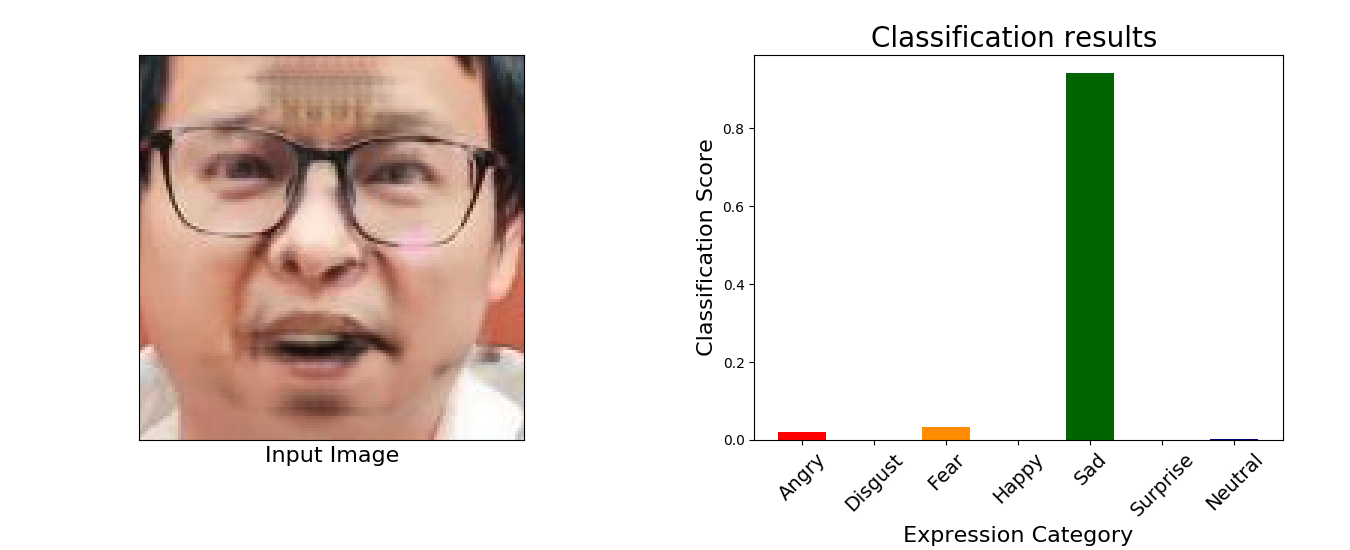 Input Image
Classification results
Classification Score
0.8
0.6
0.4
0.2
0.0
Angry
Disgust
Fear
Happy
Sad
Surprise
Neutral
Expression Category